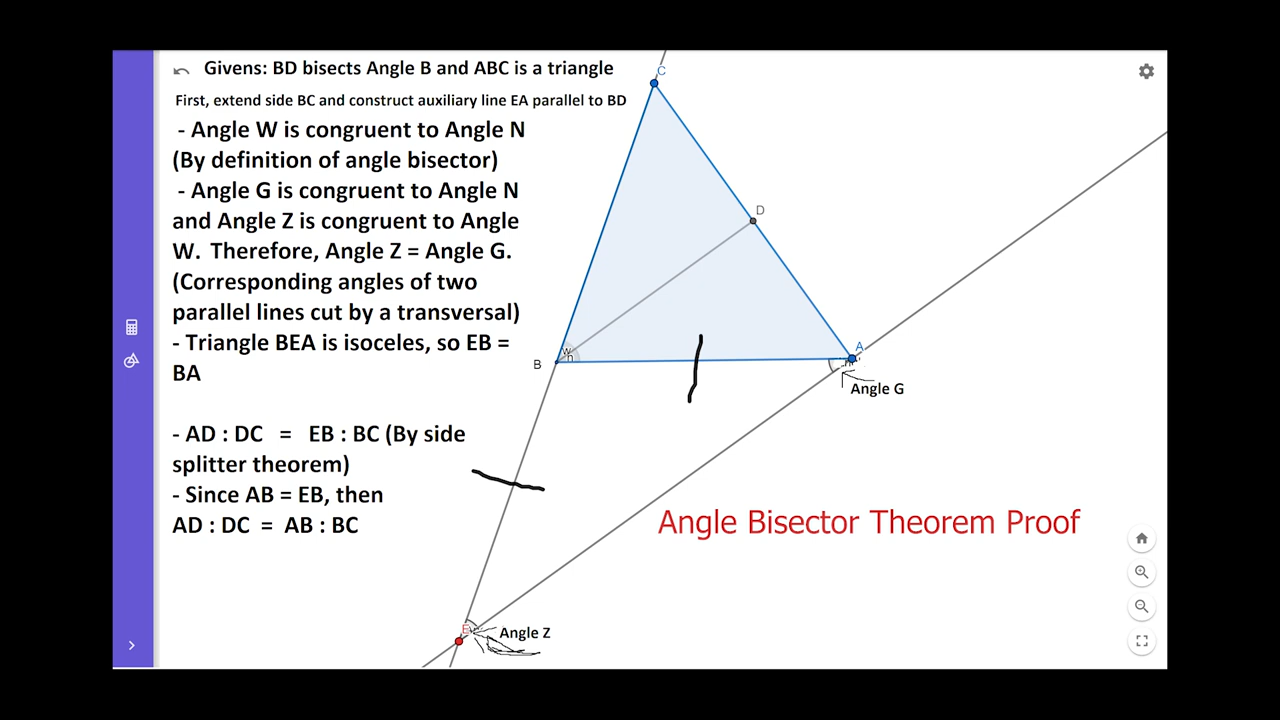 Givens: BD bisects Angle B and ABC is a triangle
First, extend side BC and construct auxiliary line EA parallel to BD
- Angle W is congruent to Angle N
(By definition of angle bisector)
- Angle G is congruent to Angle N
and Angle Z is congruent to Angle
W. Therefore, Angle Z = Angle G.
(Corresponding angles of two
parallel lines cut by a transversal)
- Triangle BEA is isoceles, so EB =
BA
- AD : DC = EB : BC (By side
splitter theorem)
- Since AB = EB, then
AD : DC = AB : BC
C
D
A
B
w
n
Angle G
Angle Bisector Theorem Proof
E
Angle Z